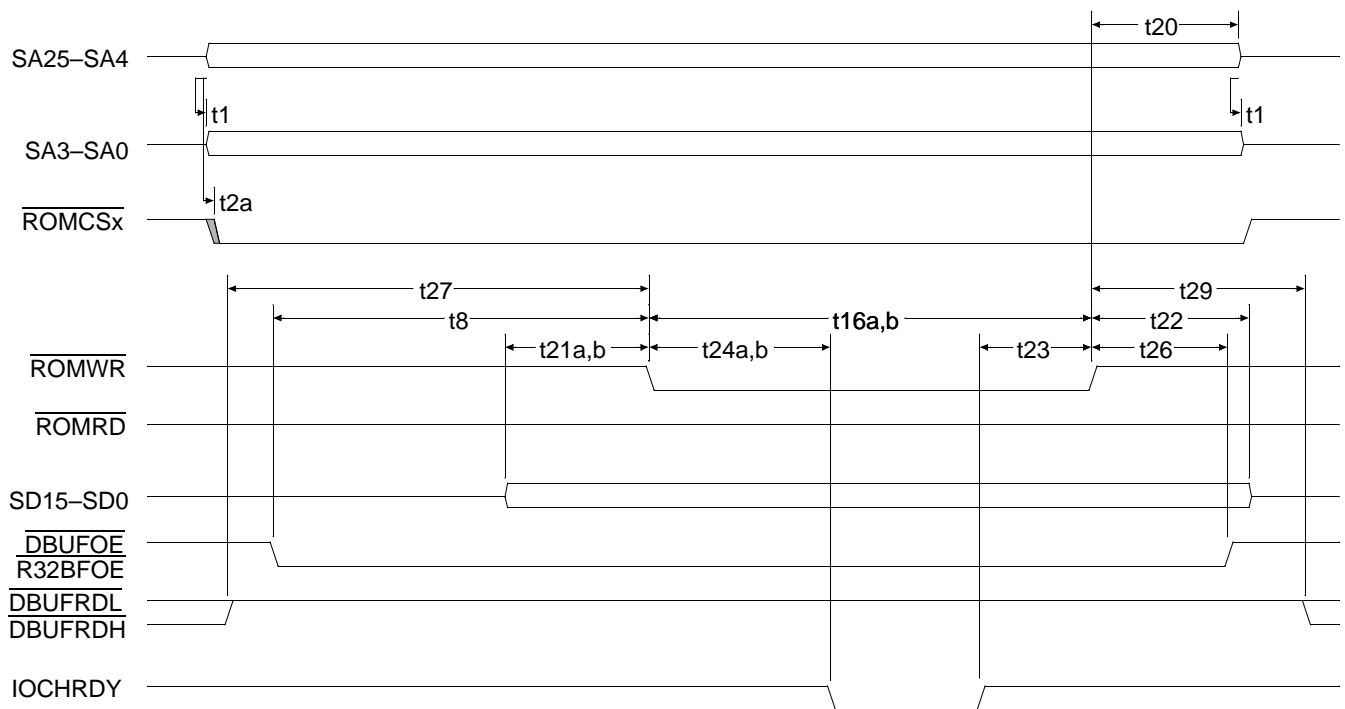 t20
SA25–SA4
t1
t1
SA3–SA0
t2a
ROMCSx
t27
t29
t8
t16a,b
t22
t21a,b
t24a,b
t23
t26
ROMWR
ROMRD
SD15–SD0
DBUFOE
R32BFOE
DBUFRDL
DBUFRDH
IOCHRDY